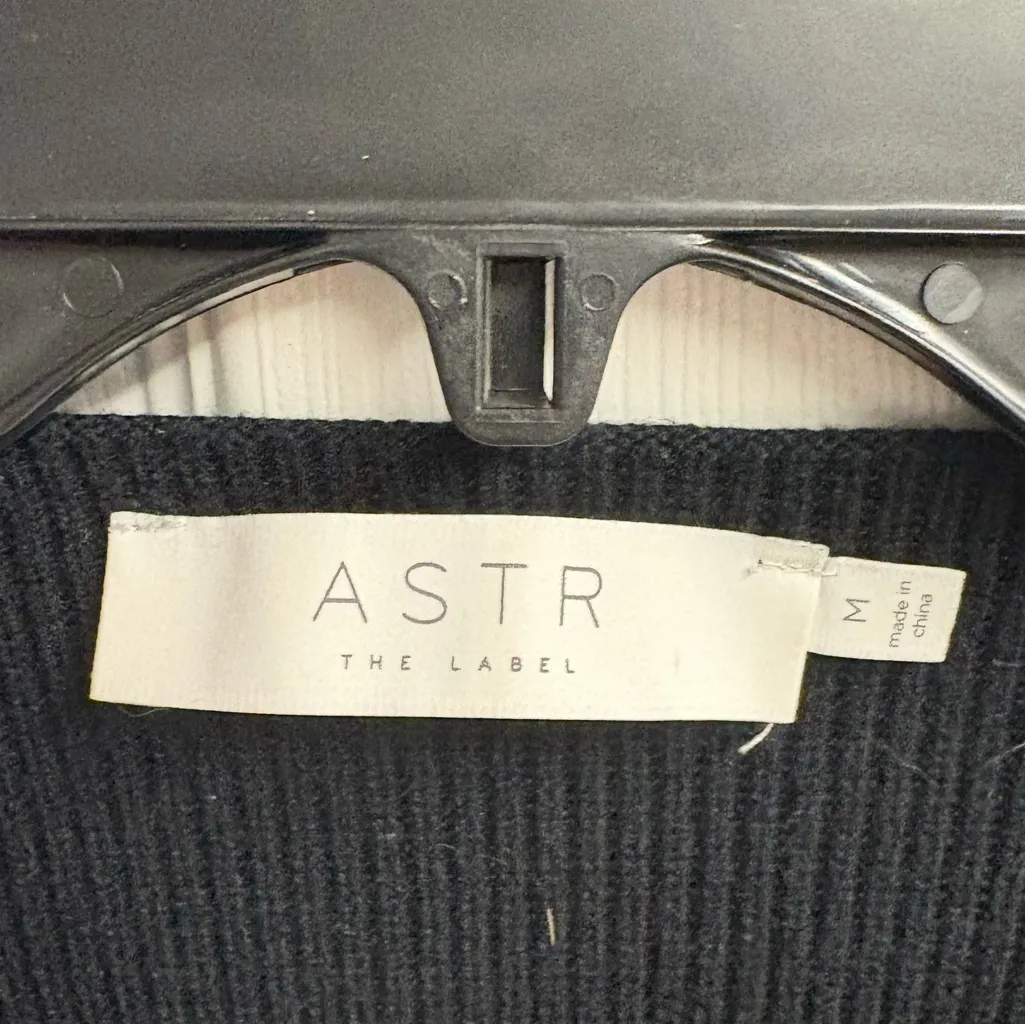 ASTR
THE LABEL
M
made in
china